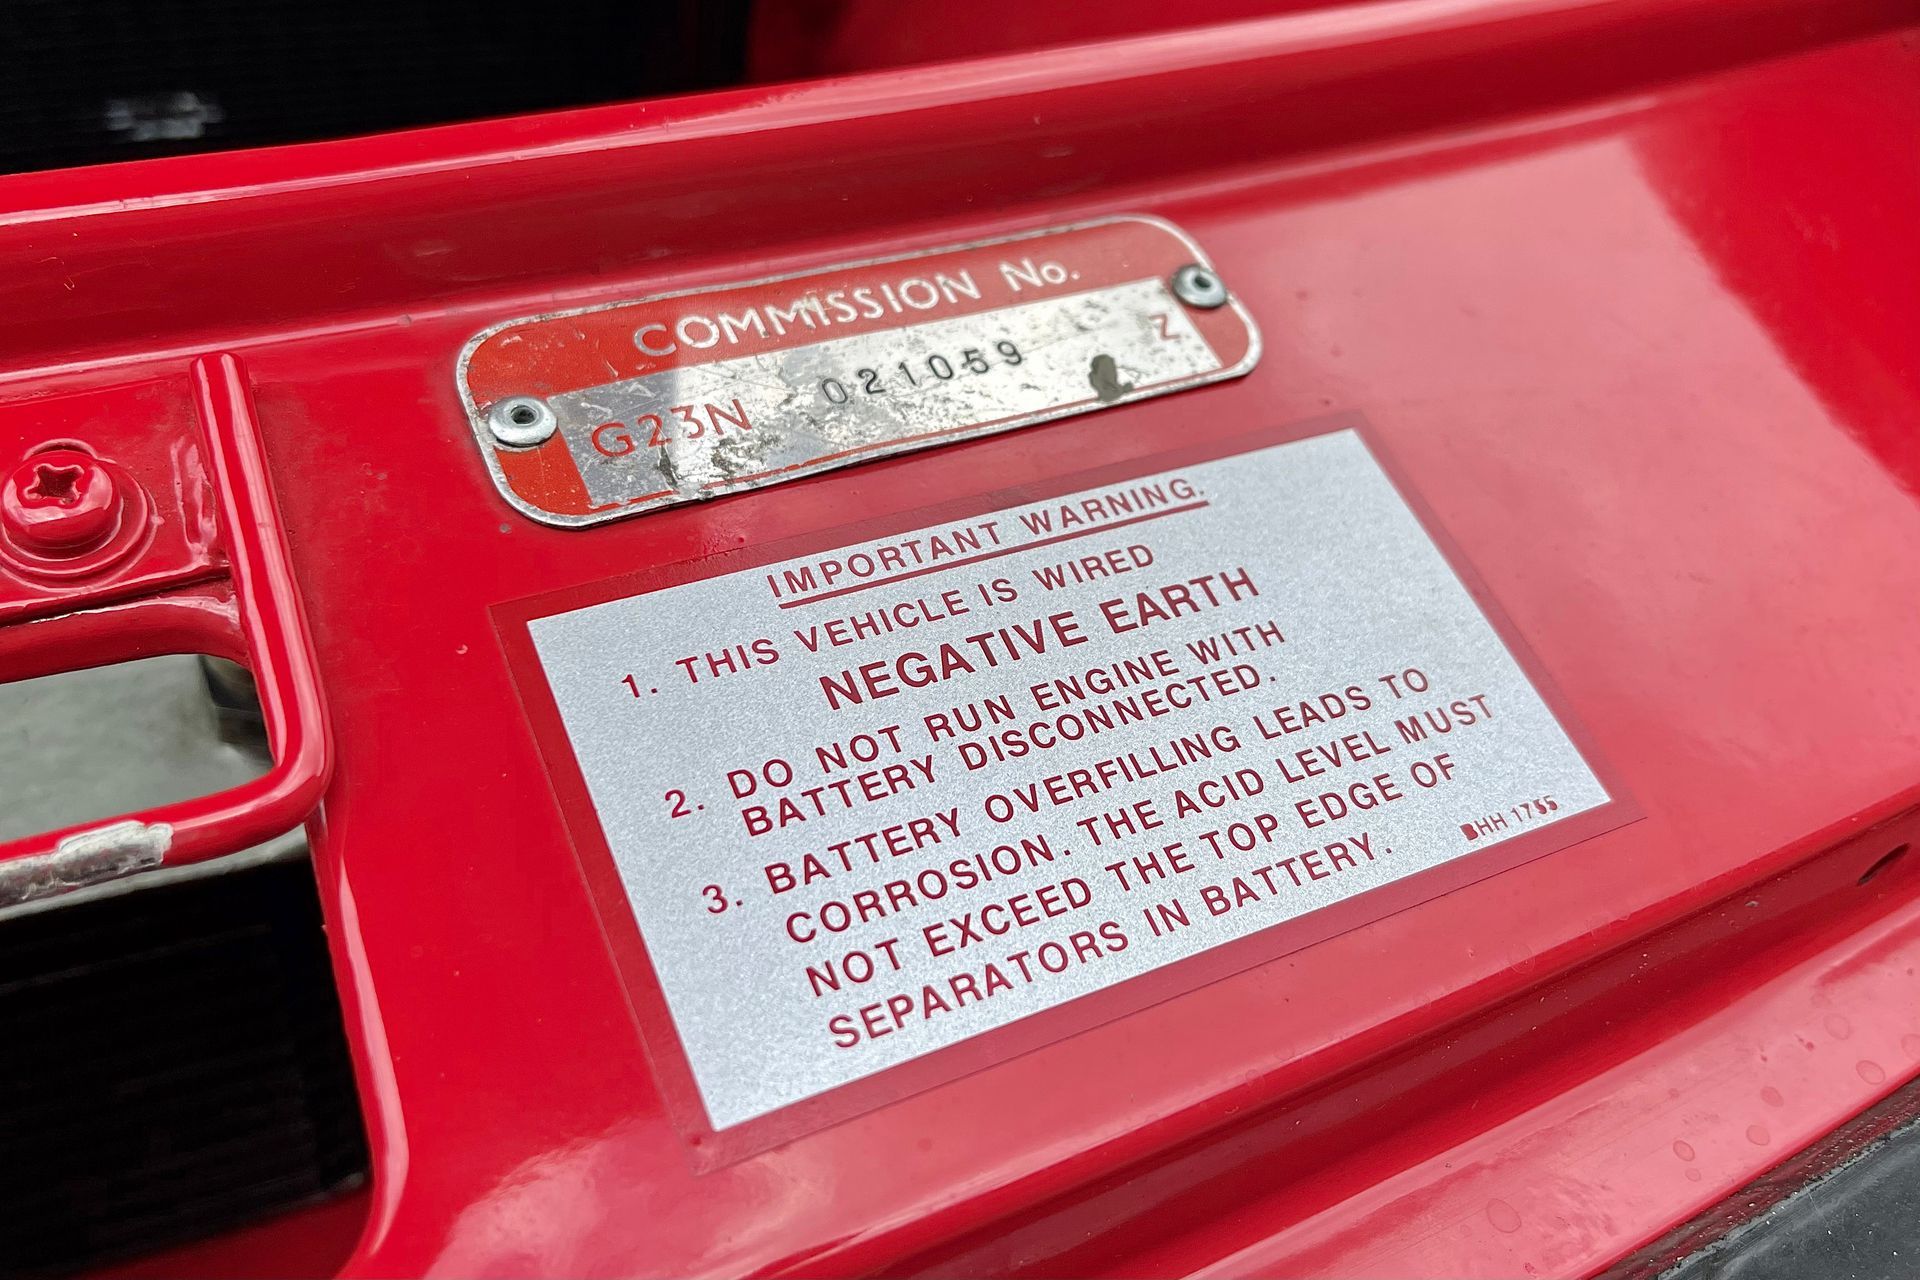 COMMISSION No.
G23N 021059 Z
IMPORTANT WARNING.
1. THIS VEHICLE IS WIRED
NEGATIVE EARTH
2. DO NOT RUN ENGINE WITH
BATTERY DISCONNECTED.
3. BATTERY OVERFILLING LEADS TO
CORROSION. THE ACID LEVEL MUST
NOT EXCEED THE TOP EDGE OF
SEPARATORS IN BATTERY.
BHH 1755